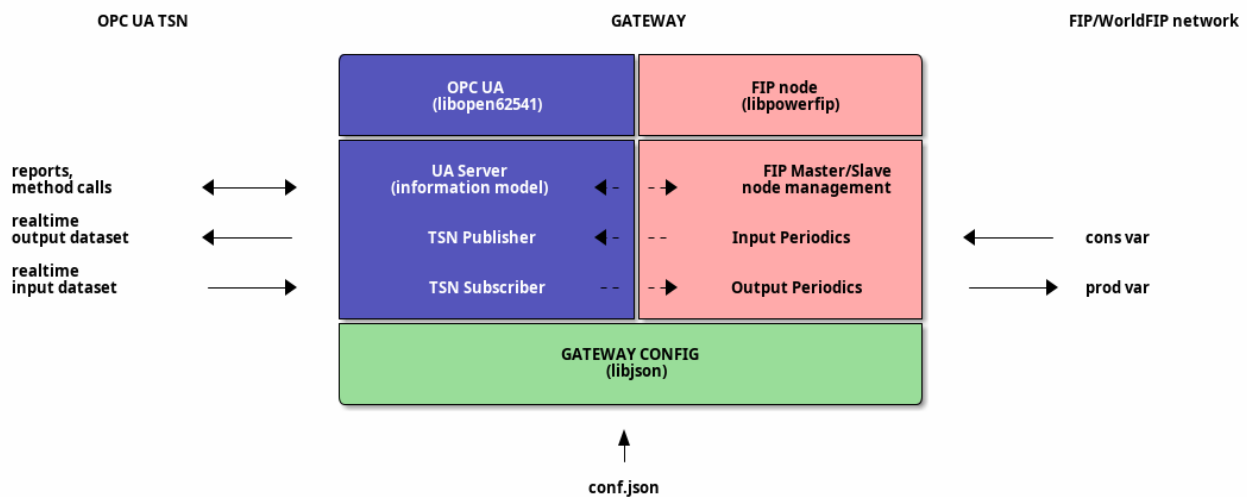 OPC UA TSN
GATEWAY
FIP/WorldFIP network
OPC UA
(libopen62541)
FIP node
(libpowerfip)
reports,
method calls
UA Server
(information model)
FIP Master/Slave
node management
realtime
output dataset
TSN Publisher
Input Periodics
cons var
realtime
input dataset
TSN Subscriber
Output Periodics
prod var
GATEWAY CONFIG
(libjson)
conf.json